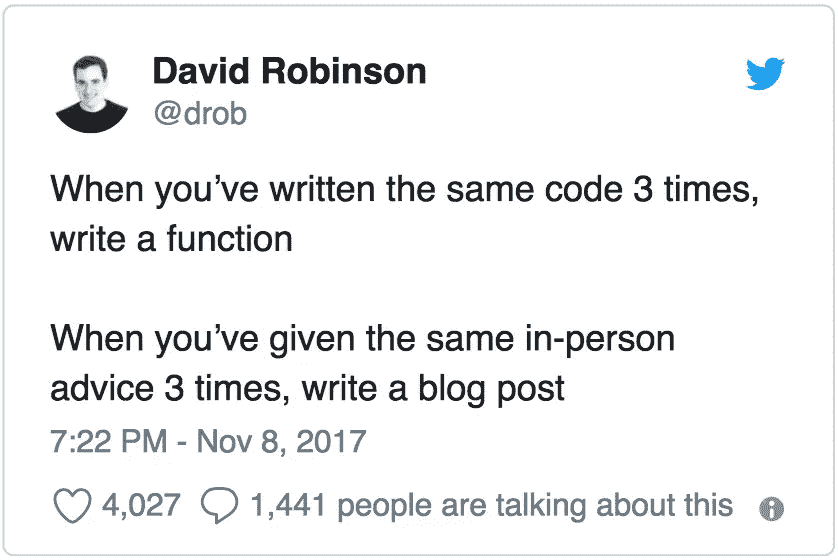 David Robinson
@drob
When you’ve written the same code 3 times,
write a function
When you’ve given the same in-person
advice 3 times, write a blog post
7:22 PM - Nov 8, 2017
4,027 1,441 people are talking about this